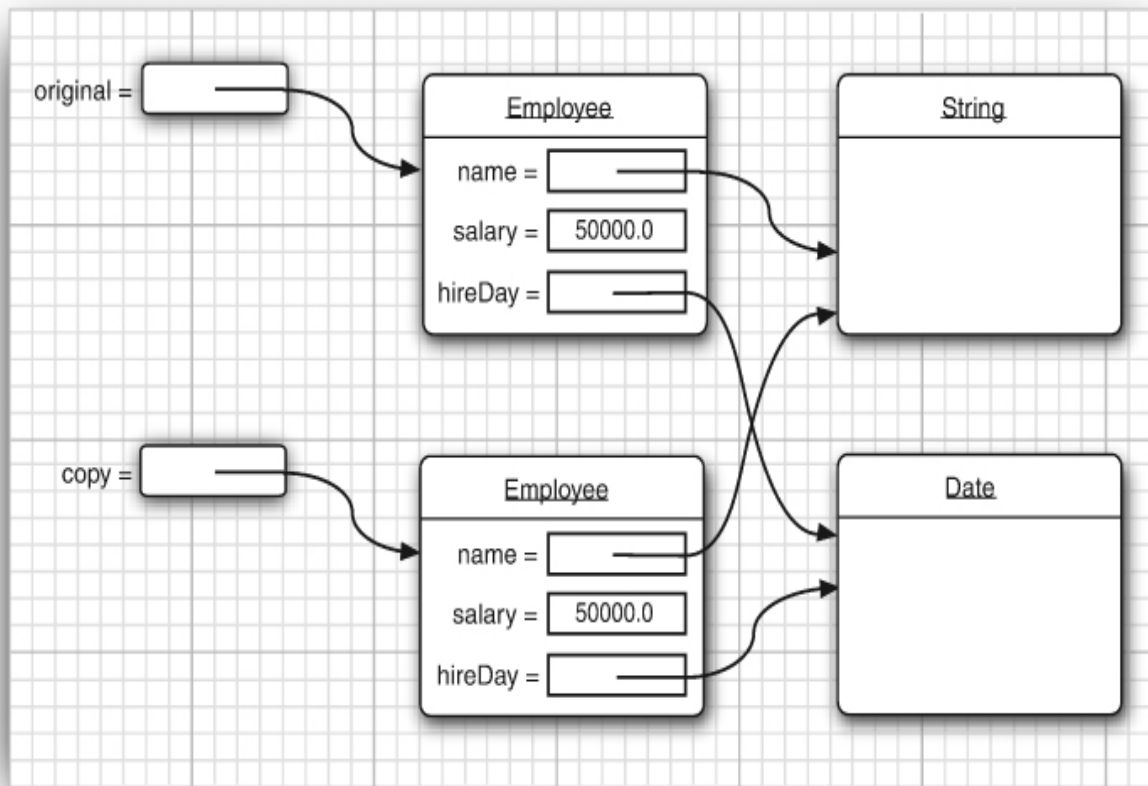 original =
Employee
name =
salary = 50000.0
hireDay =
String
copy =
Employee
name =
salary = 50000.0
hireDay =
Date